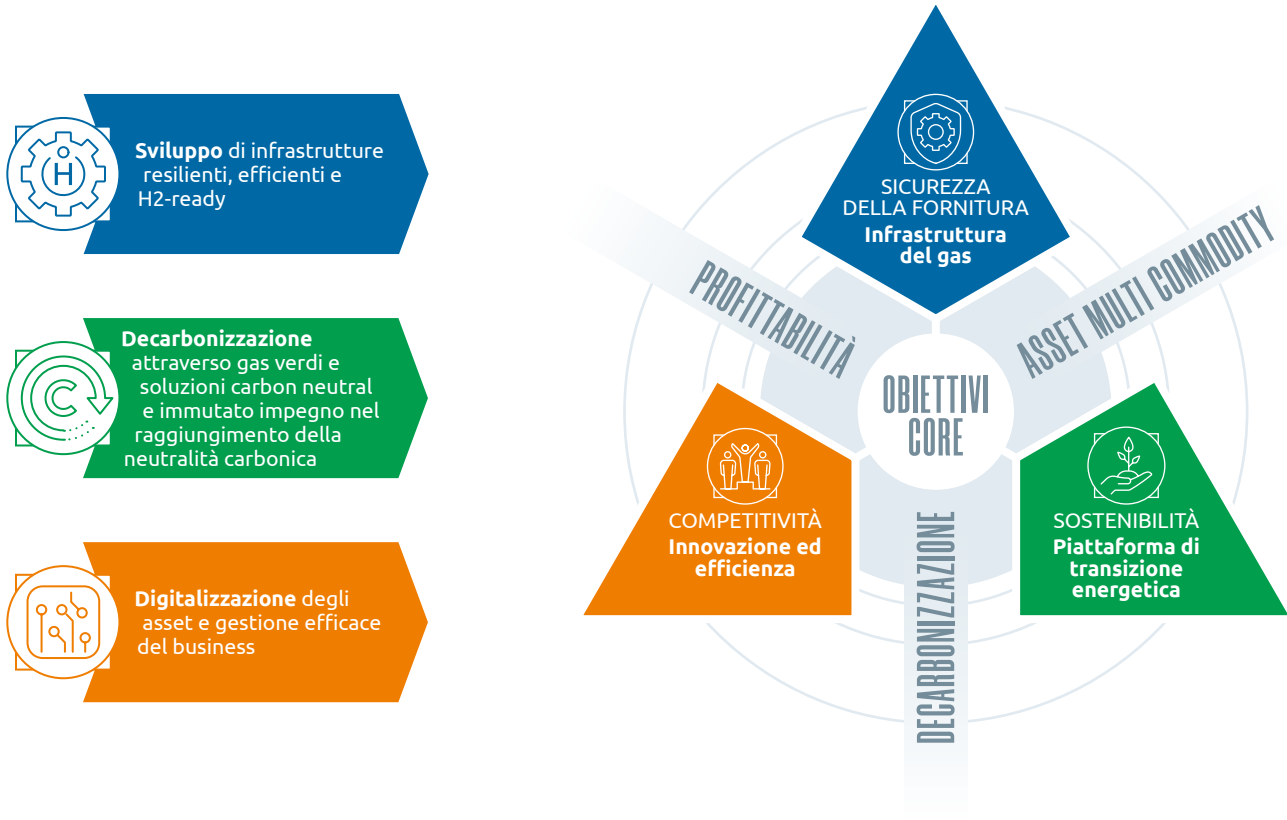 Sviluppo di infrastrutture
resilienti, efficienti e
H2-ready
H
Decarbonizzazione
attraverso gas verdi e
soluzioni carbon neutral
e immutato impegno nel
raggiungimento della
neutralità carbonica
C
Digitalizzazione degli
asset e gestione efficace
del business
SICUREZZA
DELLA FORNITURA
Infrastruttura
del gas
PROFITTABILITÀ
ASSET MULTI COMMODITY
OBIETTIVI
CORE
COMPETITIVITÀ
Innovazione ed
efficienza
DECARBONIZZAZIONE
SOSTENIBILITÀ
Piattaforma di
transizione
energetica